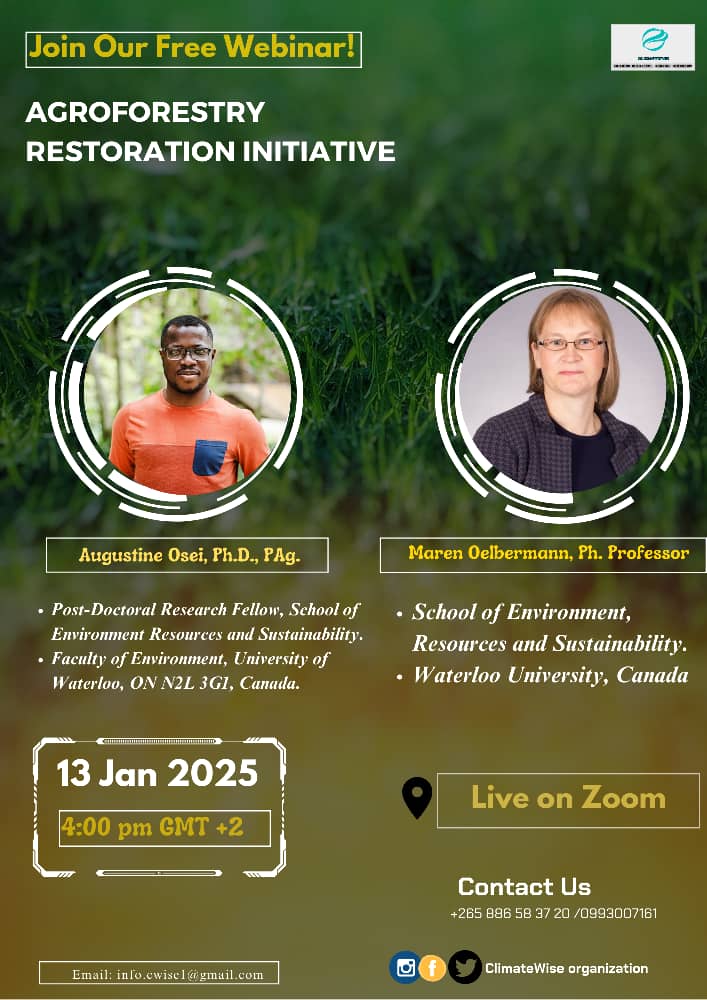 Join Our Free Webinar!
AGROFORESTRY
RESTORATION INITIATIVE
Augustine Osei, Ph.D., PAg.
Maren Oelbermann, Ph. Professor
• Post-Doctoral Research Fellow, School of
Environment Resources and Sustainability.
• Faculty of Environment, University of
Waterloo, ON N2L 3G1, Canada.
• School of Environment,
Resources and Sustainability.
• Waterloo University, Canada
13 Jan 2025
4:00 pm GMT +2
Live on Zoom
Contact Us
+265 886 58 37 20 /0993007161
Email: info.cwise1@gmail.com
ClimateWise organization